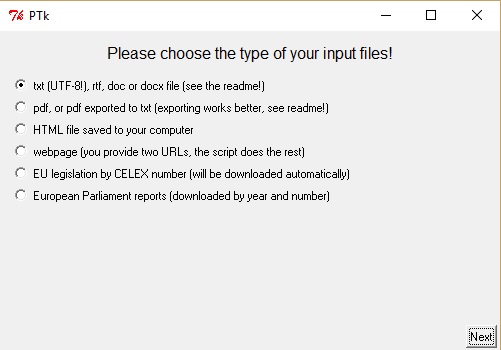 Tk PTk
Please choose the type of your input files!
txt (UTF-8!), rtf, doc or docx file (see the readme!)
pdf, or pdf exported to txt (exporting works better, see readme!)
HTML file saved to your computer
webpage (you provide two URLs, the script does the rest)
EU legislation by CELEX number (will be downloaded automatically)
European Parliament reports (downloaded by year and number)
Next